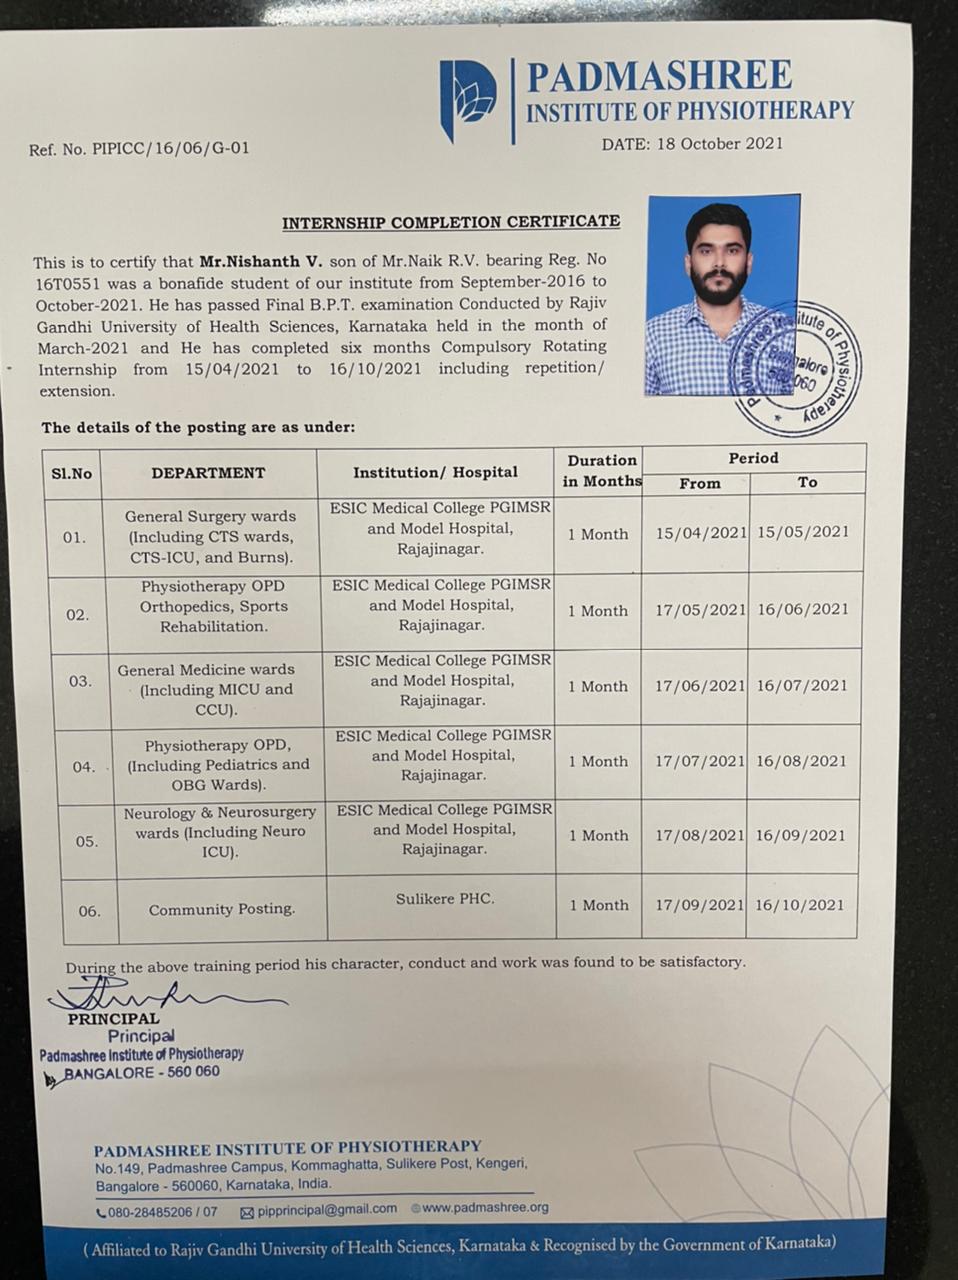 PADMASHREE
INSTITUTE OF PHYSIOTHERAPY
Ref. No. PIPICC/16/06/G-01
DATE: 18 October 2021
INTERNSHIP COMPLETION CERTIFICATE
This is to certify that Mr.Nishanth V. son of Mr.Naik R.V. bearing Reg. No
16T0551 was a bonafide student of our institute from September-2016 to
October-2021. He has passed Final B.P.T. examination Conducted by Rajiv
Gandhi University of Health Sciences, Karnataka held in the month of
March-2021 and He has completed six months Compulsory Rotating
Internship from 15/04/2021 to 16/10/2021 including repetition/
extension.
Padmashree Institute of Physiotherapy
Bangalore
560 060
The details of the posting are as under:
Sl.No DEPARTMENT Institution/ Hospital Duration in Months Period
From To
01. General Surgery wards (Including CTS wards, CTS-ICU, and Burns). ESIC Medical College PGIMSR and Model Hospital, Rajajinagar. 1 Month 15/04/2021 15/05/2021
02. Physiotherapy OPD Orthopedics, Sports Rehabilitation. ESIC Medical College PGIMSR and Model Hospital, Rajajinagar. 1 Month 17/05/2021 16/06/2021
03. General Medicine wards (Including MICU and CCU). ESIC Medical College PGIMSR and Model Hospital, Rajajinagar. 1 Month 17/06/2021 16/07/2021
04. Physiotherapy OPD, (Including Pediatrics and OBG Wards). ESIC Medical College PGIMSR and Model Hospital, Rajajinagar. 1 Month 17/07/2021 16/08/2021
05. Neurology & Neurosurgery wards (Including Neuro ICU). ESIC Medical College PGIMSR and Model Hospital, Rajajinagar. 1 Month 17/08/2021 16/09/2021
06. Community Posting. Sulikere PHC. 1 Month 17/09/2021 16/10/2021
During the above training period his character, conduct and work was found to be satisfactory.
PRINCIPAL
Principal
Padmashree Institute of Physiotherapy
BANGALORE - 560 060
PADMASHREE INSTITUTE OF PHYSIOTHERAPY
No.149, Padmashree Campus, Kommaghatta, Sulikere Post, Kengeri,
Bangalore - 560060, Karnataka, India.
080-28485206 / 07 pipprincipal@gmail.com www.padmashree.org
( Affiliated to Rajiv Gandhi University of Health Sciences, Karnataka & Recognised by the Government of Karnataka)